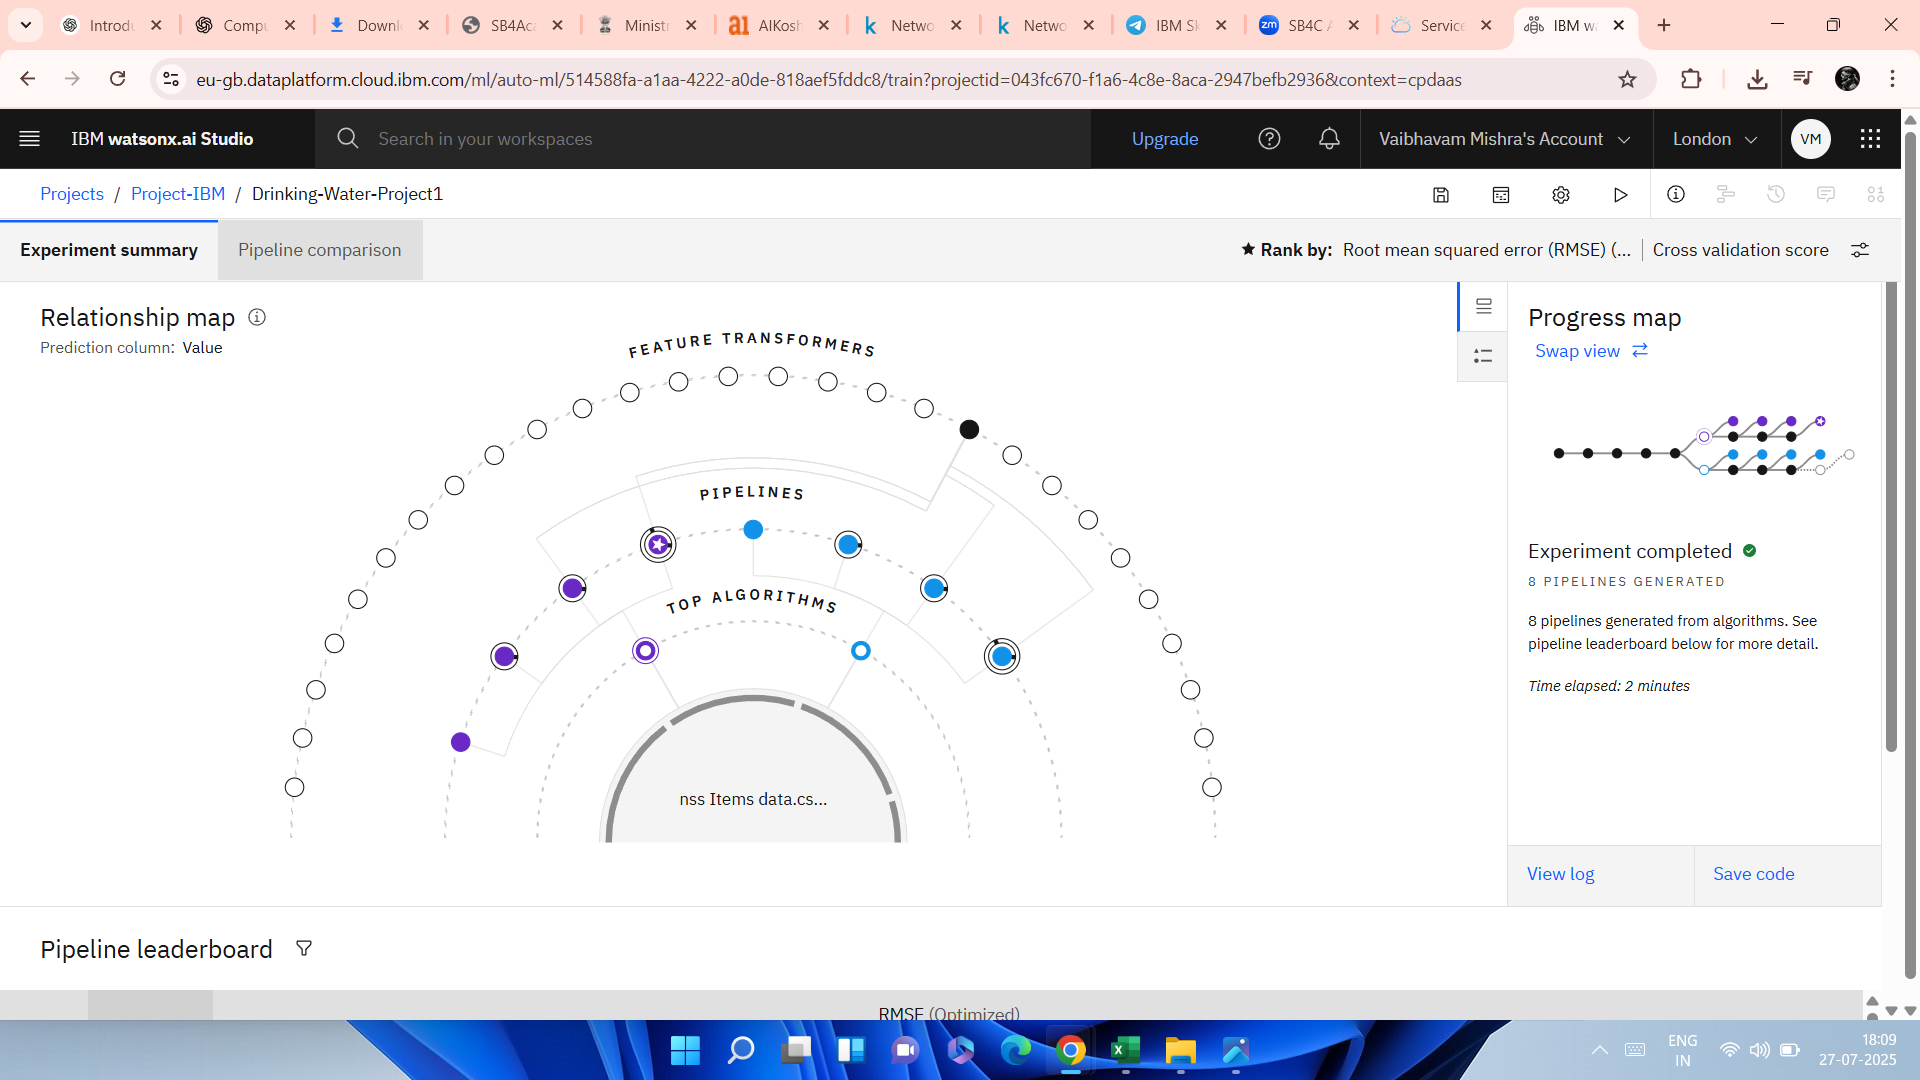 Introdu
Compu
Downl
SB4Aca
Ministr
AIKosh
Netwo
Netwo
IBM Sk
SB4C A
Service
IBM wa
eu-gb.dataplatform.cloud.ibm.com/ml/auto-ml/514588fa-a1aa-4222-a0de-818aef5fddc8/train?projectid=043fc670-f1a6-4c8e-8aca-2947befb2936&context=cpdaas
IBM watsonx.ai Studio
Search in your workspaces
Upgrade
Vaibhavam Mishra's Account
London
VM
Projects / Project-IBM / Drinking-Water-Project1
Experiment summary
Pipeline comparison
Rank by: Root mean squared error (RMSE) (... | Cross validation score
Relationship map
Prediction column: Value
FEATURE TRANSFORMERS
PIPELINES
TOP ALGORITHMS
nss Items data.cs...
Progress map
Swap view
Experiment completed
8 PIPELINES GENERATED
8 pipelines generated from algorithms. See
pipeline leaderboard below for more detail.
Time elapsed: 2 minutes
View log
Save code
Pipeline leaderboard
RMSE (Optimized)
ENG
IN
18:09
27-07-2025